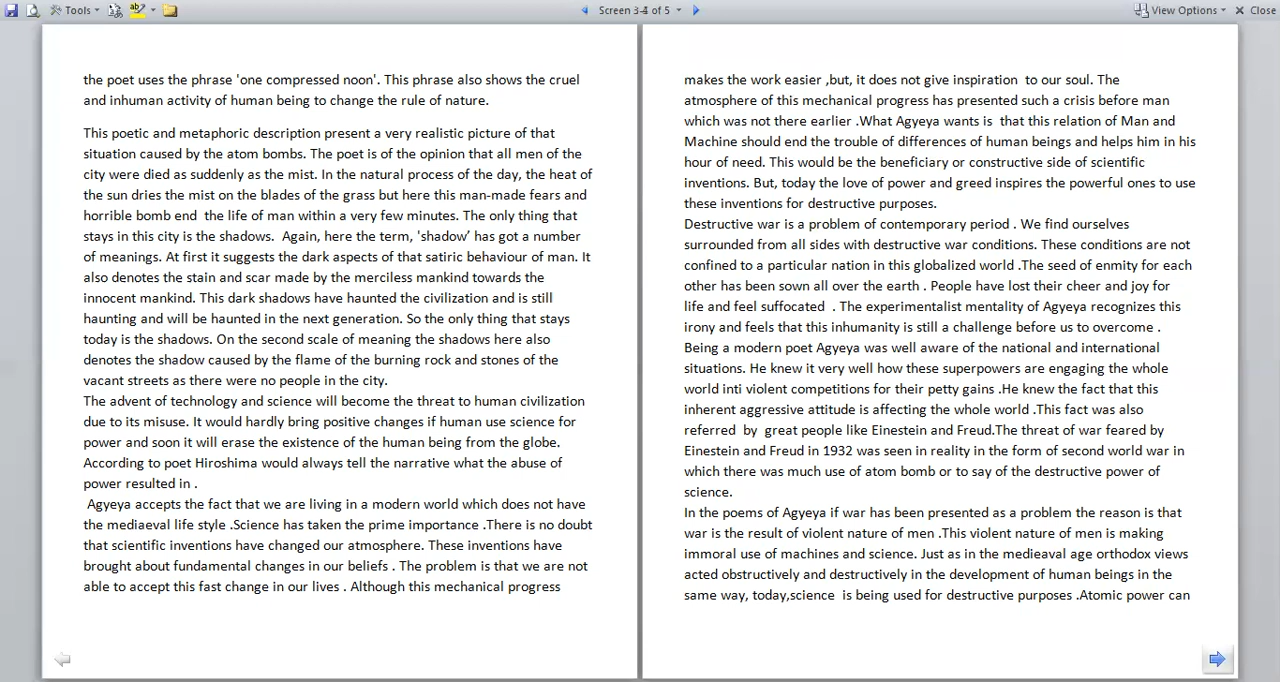 Tools
Screen 3-4 of 5
View Options
Close
the poet uses the phrase 'one compressed noon'. This phrase also shows the cruel
and inhuman activity of human being to change the rule of nature.
This poetic and metaphoric description present a very realistic picture of that
situation caused by the atom bombs. The poet is of the opinion that all men of the
city were died as suddenly as the mist. In the natural process of the day, the heat of
the sun dries the mist on the blades of the grass but here this man-made fears and
horrible bomb end  the life of man within a very few minutes. The only thing that
stays in this city is the shadows.  Again, here the term, 'shadow’ has got a number
of meanings. At first it suggests the dark aspects of that satiric behaviour of man. It
also denotes the stain and scar made by the merciless mankind towards the
innocent mankind. This dark shadows have haunted the civilization and is still
haunting and will be haunted in the next generation. So the only thing that stays
today is the shadows. On the second scale of meaning the shadows here also
denotes the shadow caused by the flame of the burning rock and stones of the
vacant streets as there were no people in the city.
The advent of technology and science will become the threat to human civilization
due to its misuse. It would hardly bring positive changes if human use science for
power and soon it will erase the existence of the human being from the globe.
According to poet Hiroshima would always tell the narrative what the abuse of
power resulted in .
Agyeya accepts the fact that we are living in a modern world which does not have
the mediaeval life style .Science has taken the prime importance .There is no doubt
that scientific inventions have changed our atmosphere. These inventions have
brought about fundamental changes in our beliefs . The problem is that we are not
able to accept this fast change in our lives . Although this mechanical progress
makes the work easier ,but, it does not give inspiration  to our soul. The
atmosphere of this mechanical progress has presented such a crisis before man
which was not there earlier .What Agyeya wants is  that this relation of Man and
Machine should end the trouble of differences of human beings and helps him in his
hour of need. This would be the beneficiary or constructive side of scientific
inventions. But, today the love of power and greed inspires the powerful ones to use
these inventions for destructive purposes.
Destructive war is a problem of contemporary period . We find ourselves
surrounded from all sides with destructive war conditions. These conditions are not
confined to a particular nation in this globalized world .The seed of enmity for each
other has been sown all over the earth . People have lost their cheer and joy for
life and feel suffocated  . The experimentalist mentality of Agyeya recognizes this
irony and feels that this inhumanity is still a challenge before us to overcome .
Being a modern poet Agyeya was well aware of the national and international
situations. He knew it very well how these superpowers are engaging the whole
world inti violent competitions for their petty gains .He knew the fact that this
inherent aggressive attitude is affecting the whole world .This fact was also
referred  by  great people like Einestein and Freud.The threat of war feared by
Einestein and Freud in 1932 was seen in reality in the form of second world war in
which there was much use of atom bomb or to say of the destructive power of
science.
In the poems of Agyeya if war has been presented as a problem the reason is that
war is the result of violent nature of men .This violent nature of men is making
immoral use of machines and science. Just as in the medieaval age orthodox views
acted obstructively and destructively in the development of human beings in the
same way, today,science  is being used for destructive purposes .Atomic power can